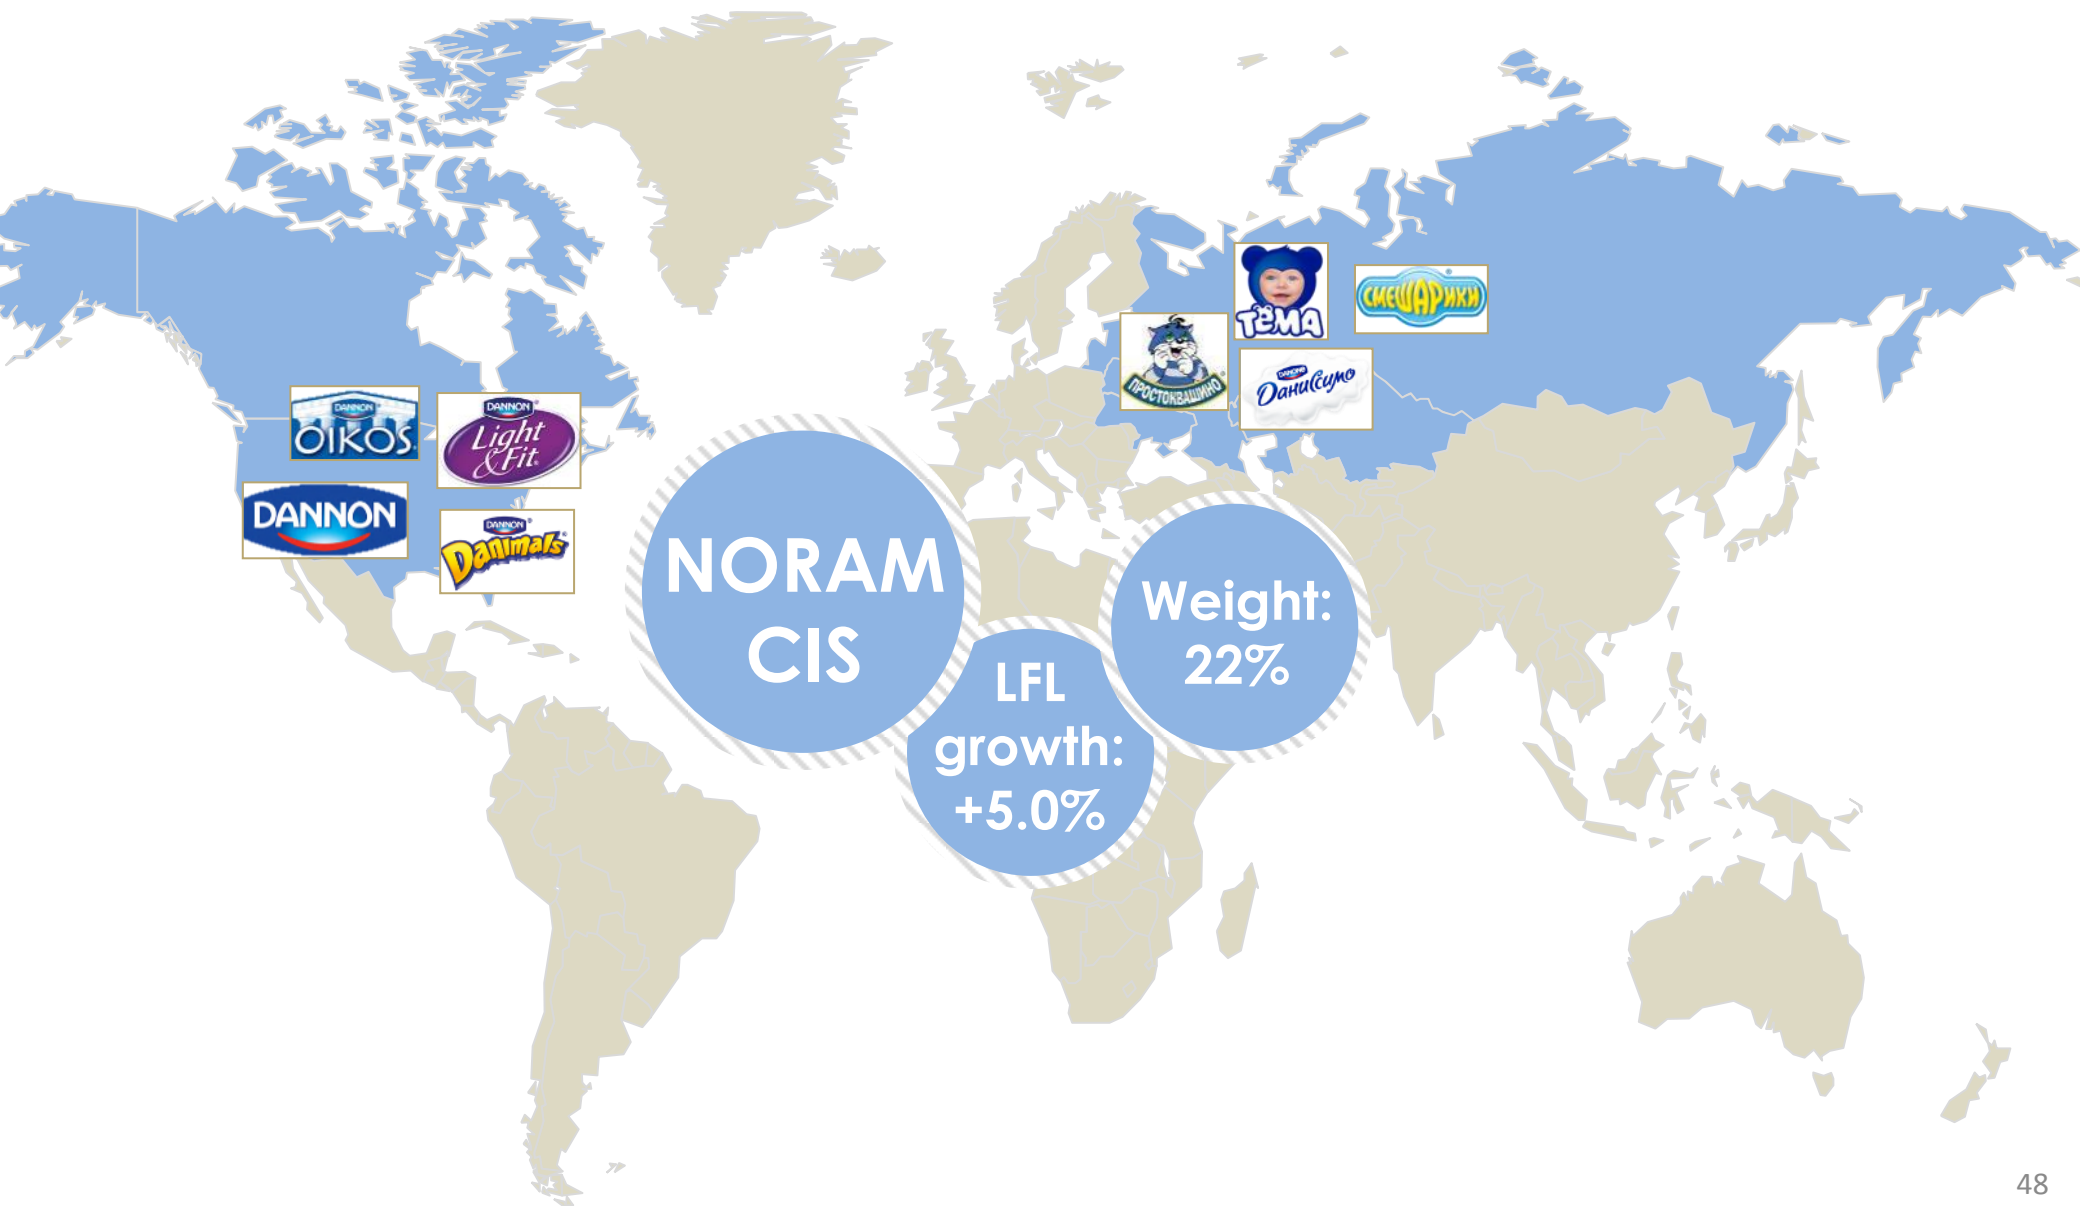 DANNON
OIKOS
DANNON
Light
& Fit
DANNON
DANNON
Danimals
ТЁМА
СМЕШАРИКИ
ПРОСТОКВАШИНО
DANONE
Даниссимо
NORAM
CIS
LFL
growth:
+5.0%
Weight:
22%
48